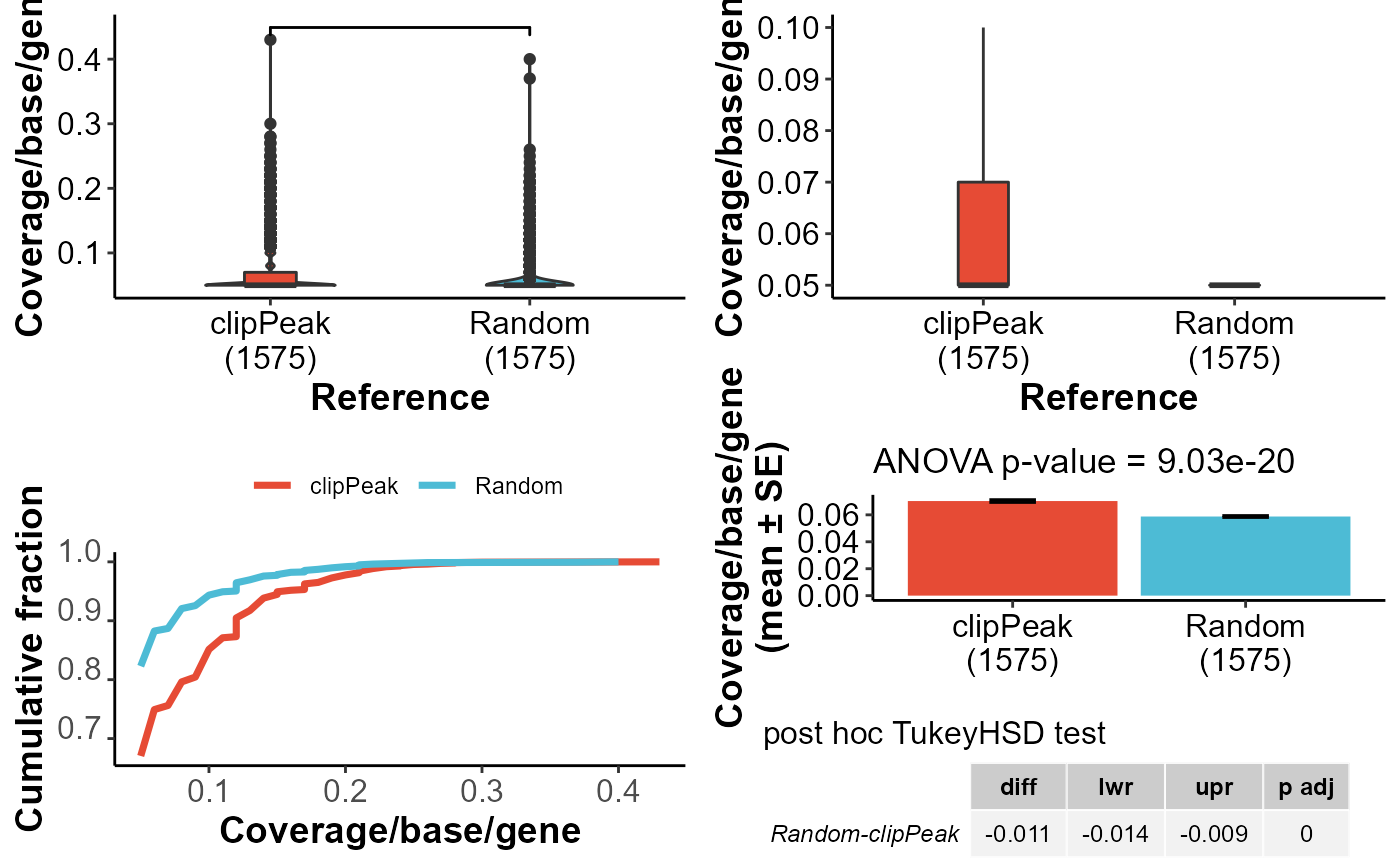 Coverage/base/gen
0.4
0.3
0.2
0.1
clipPeak
(1575)
Random
(1575)
Reference
Coverage/base/gen
0.10
0.09
0.08
0.07
0.06
0.05
clipPeak
(1575)
Random
(1575)
Reference
clipPeak
Random
Cumulative fraction
1.0
0.9
0.8
0.7
0.1
0.2
0.3
0.4
Coverage/base/gene
ANOVA p-value = 9.03e-20
Coverage/base/gene
(mean ± SE)
0.06
0.04
0.02
0.00
clipPeak
(1575)
Random
(1575)
post hoc TukeyHSD test
diff lwr upr p adj
Random-clipPeak -0.011 -0.014 -0.009 0